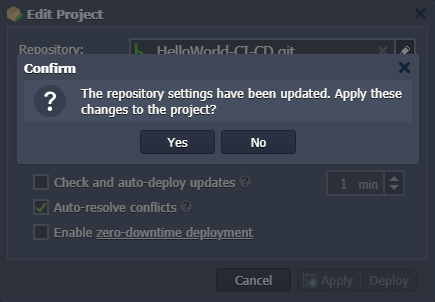 Edit Project
Repository: HelloWorld-CI-CD.git
Confirm
The repository settings have been updated. Apply these
changes to the project?
Yes No
Check and auto-deploy updates ? 1 min
Auto-resolve conflicts ?
Enable zero-downtime deployment
Cancel Apply Deploy